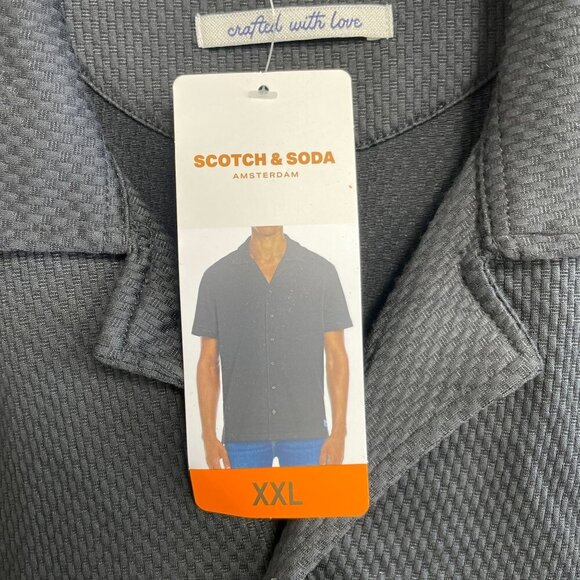 crafted with love
SCOTCH & SODA
AMSTERDAM
XXL